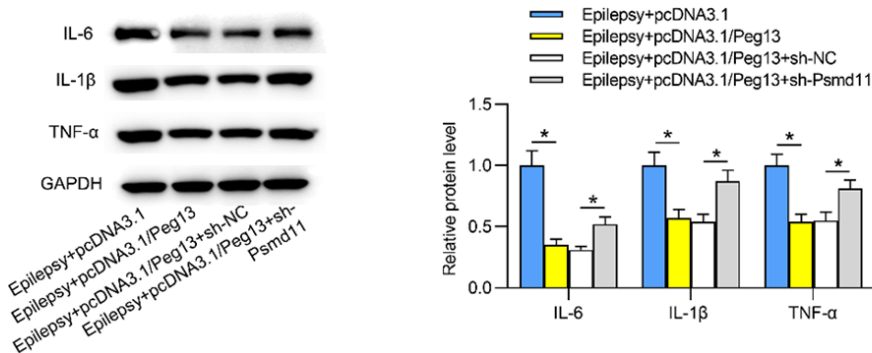 IL-6
IL-1β
TNF-α
GAPDH
Epilepsy+pcDNA3.1
Epilepsy+pcDNA3.1/Peg13
Epilepsy+pcDNA3.1/Peg13+sh-NC
Epilepsy+pcDNA3.1/Peg13+sh-
Psmd11
Epilepsy+pcDNA3.1
Epilepsy+pcDNA3.1/Peg13
Epilepsy+pcDNA3.1/Peg13+sh-NC
Epilepsy+pcDNA3.1/Peg13+sh-Psmd11
Relative protein level
1.5
1.0
0.5
0.0
* * * * * *
IL-6 IL-1β TNF-α